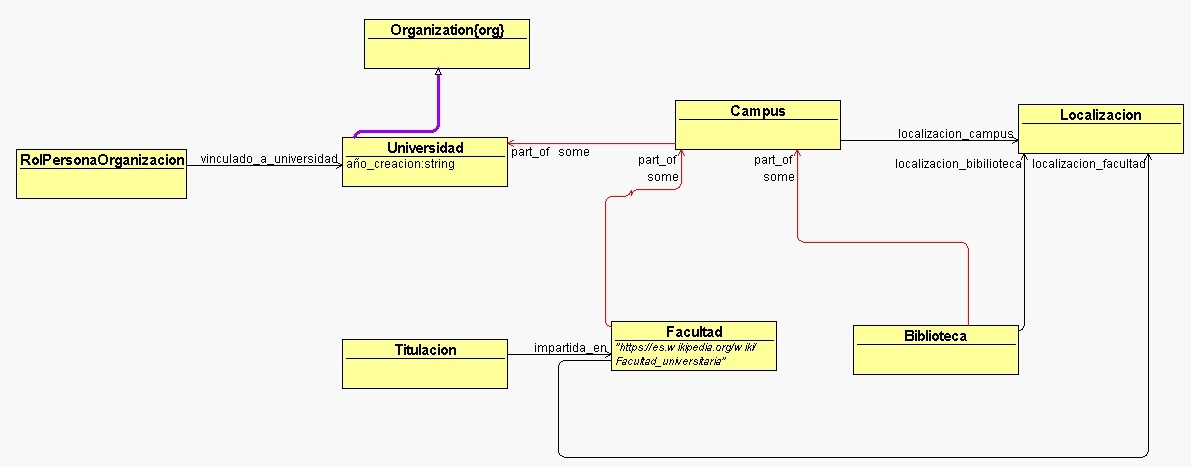 Organization{org}
Campus
Localizacion
localizacion_campus
Universidad
año_creacion:string
part_of some
RolPersonaOrganizacion
vinculado_a_universidad
part_of
some
part_of
some
localizacion_bibilioteca
localizacion_facultad
Facultad
"https://es.wikipedia.org/wiki/
Facultad_universitaria"
Biblioteca
Titulacion
impartida_en